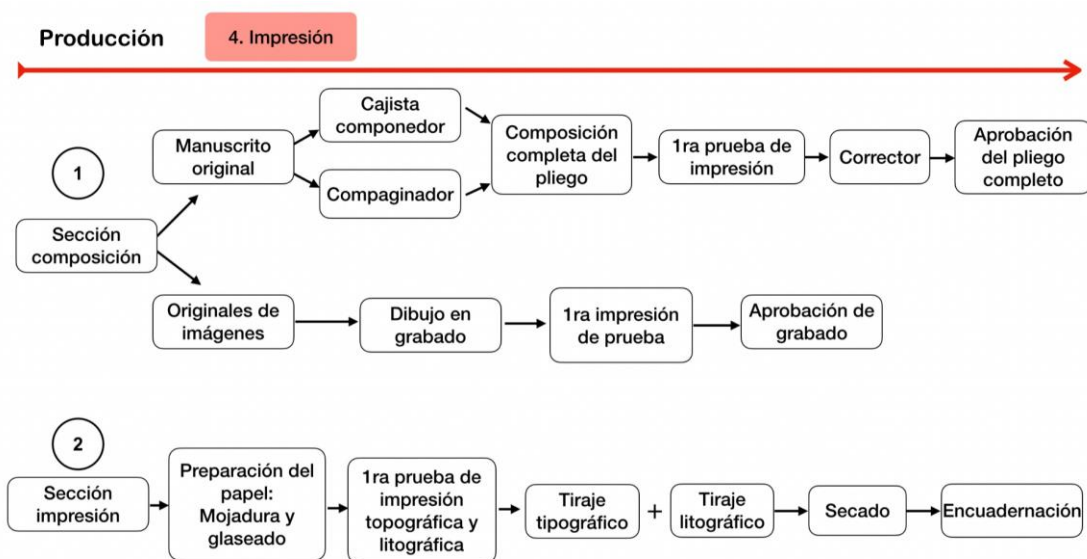 Producción
4. Impresión
1
Sección
composición
Manuscrito
original
Cajista
componedor
Compaginador
Composición
completa del
pliego
1ra prueba de
impresión
Corrector
Aprobación
del pliego
completo
Originales de
imágenes
Dibujo en
grabado
1ra impresión
de prueba
Aprobación de
grabado
2
Sección
impresión
Preparación del
papel:
Mojadura y
glaseado
1ra prueba de
impresión
topográfica y
litográfica
Tiraje
tipográfico
+
Tiraje
litográfico
Secado
Encuadernación